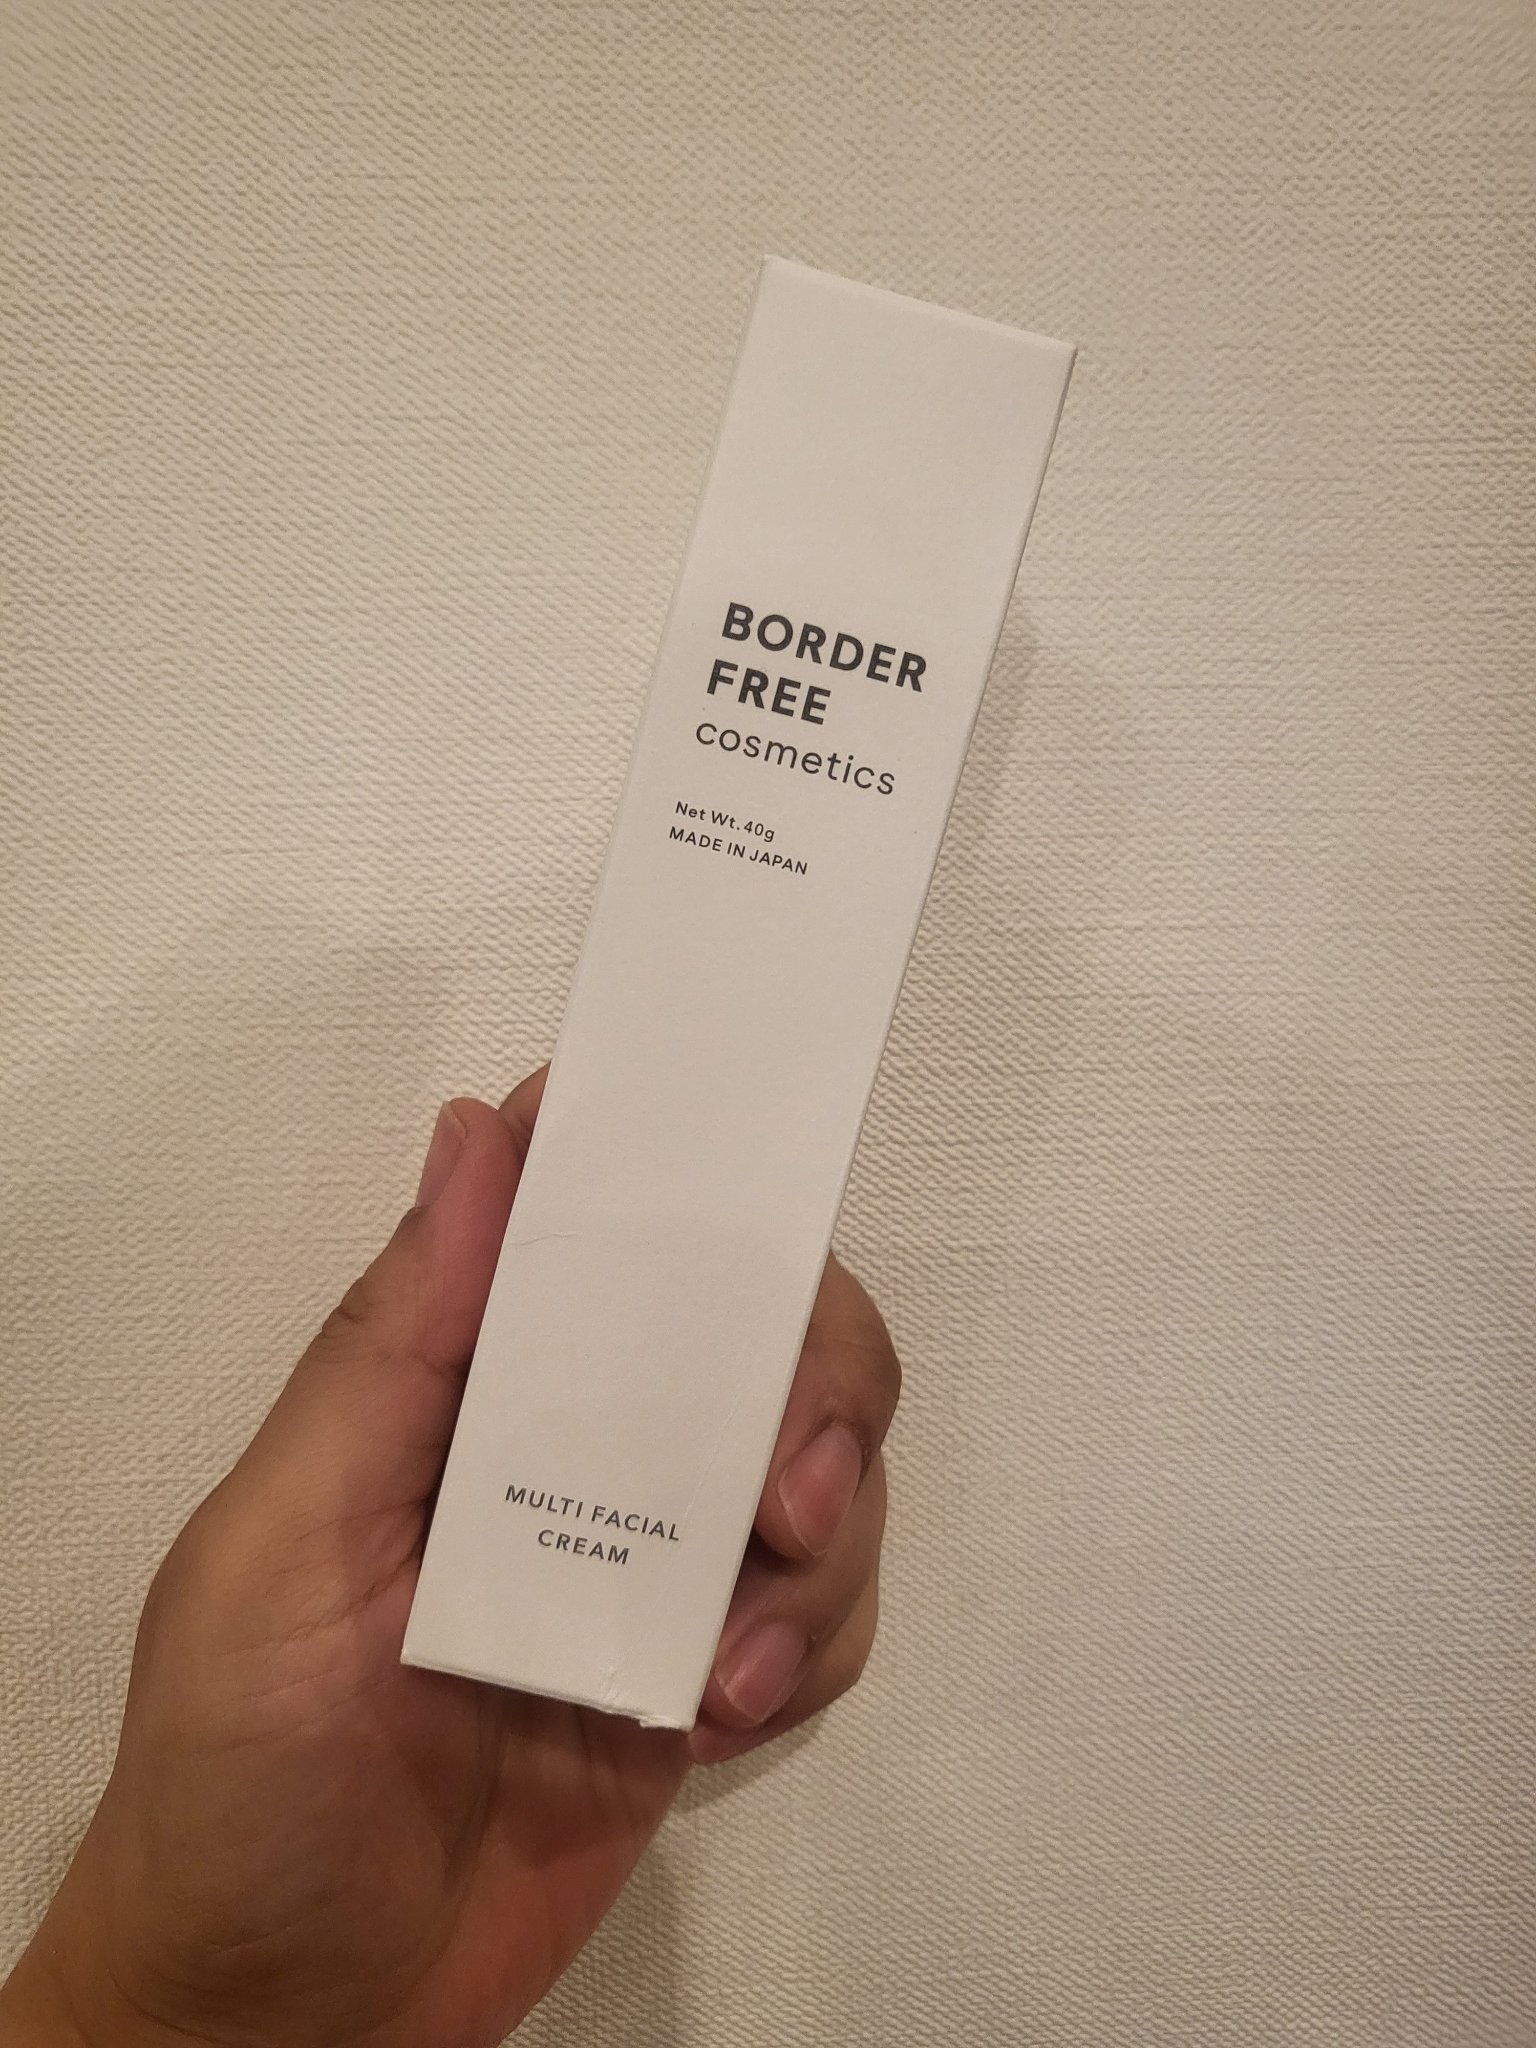 BORDER
FREE
cosmetics
Net Wt. 40g
MADE IN JAPAN
MULTI FACIAL
CREAM